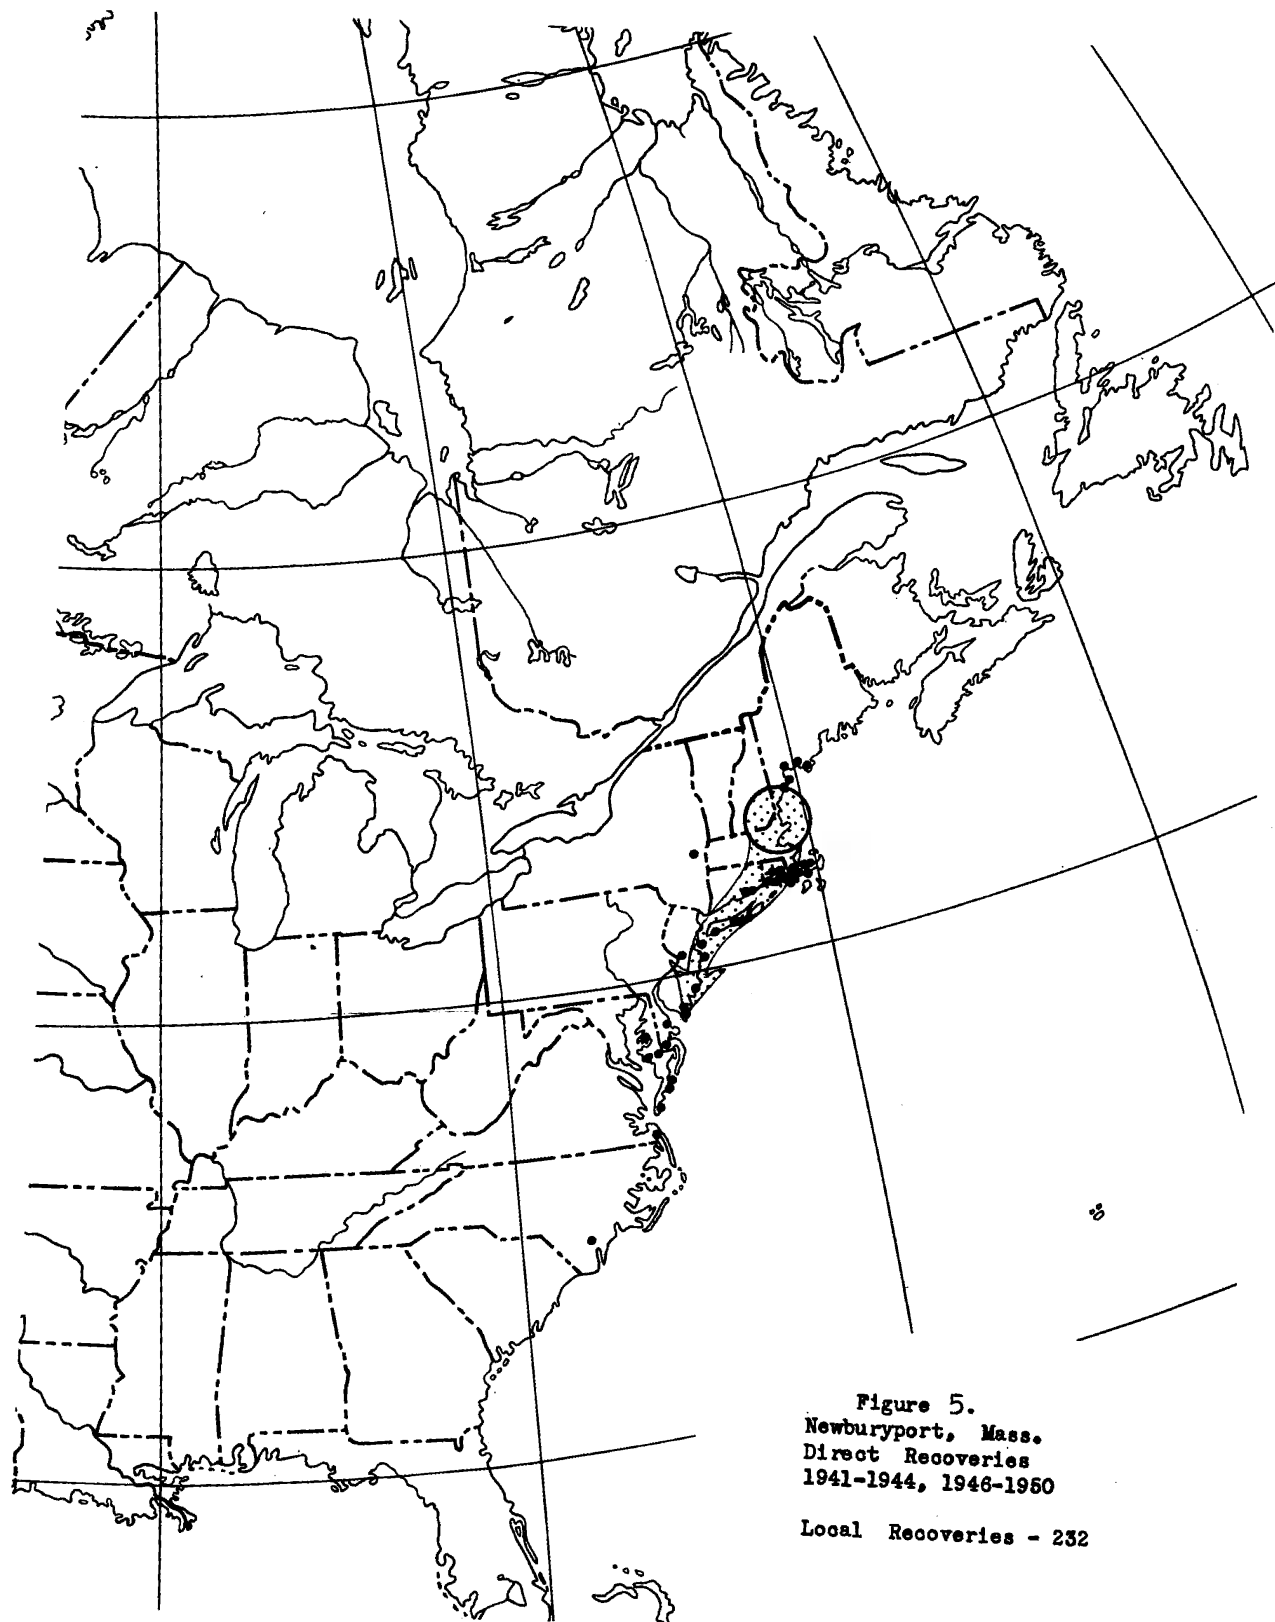 Figure 5.
Newburyport, Mass.
Direct Recoveries
1941-1944, 1946-1950
Local Recoveries - 232